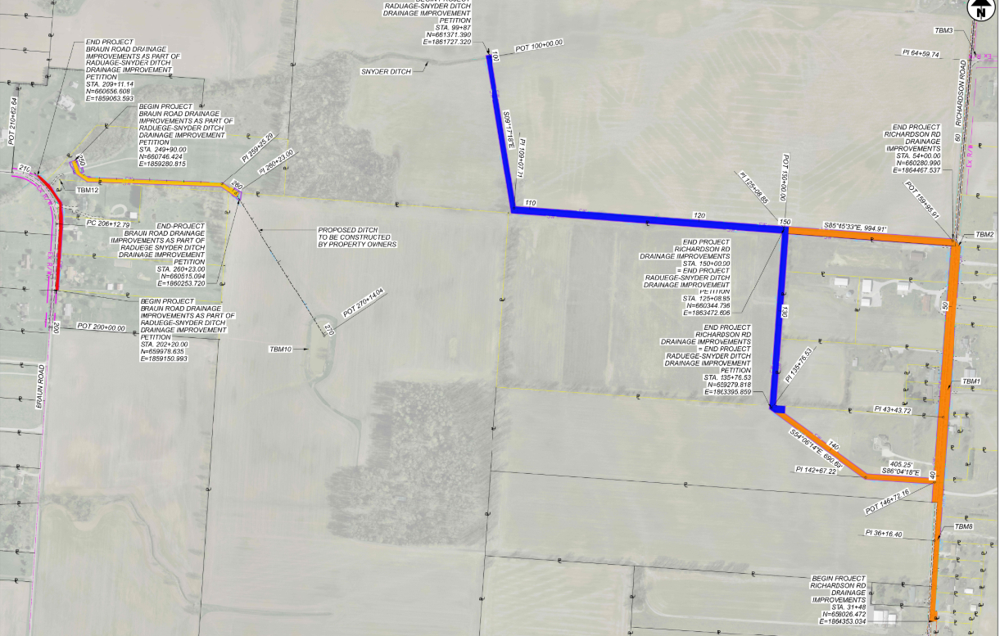 BEGIN PROJECT
RADUAGE-SNYDER DITCH
DRAINAGE IMPROVEMENT
PETITION
STA. 99+87
N=661371.390
E=1861727.320
N
TBM3
END PROJECT
BRAUN ROAD DRAINAGE
IMPROVEMENTS AS PART OF
RADUAGE-SNYDER DITCH
DRAINAGE IMPROVEMENT
PETITION
STA. 209+11.14
N=660656.608
E=1859063.593
POT 100+00.00
100
PI 64+59.74
SNYDER DITCH
RICHARDSON ROAD
60
POT 210+62.64
BEGIN PROJECT
BRAUN ROAD DRAINAGE
IMPROVEMENTS AS PART OF
RADUEGE-SNYDER DITCH
DRAINAGE IMPROVEMENT
PETITION
STA. 249+90.00
N=660746.424
E=1859280.815
S09°17'18"E
PI 109+07.71
END PROJECT
RICHARDSON RD
DRAINAGE
IMPROVEMENTS
STA. 54+00.00
N=660280.990
E=1864467.537
Ex R/W
PI 260+23.00
250
210
TBM12
260
PI 125+08.85
POT 150+00.00
POT 159+95.91
Ex R/W
PC 206+12.79
110
120
150
S85°45'33"E, 994.91'
TBM2
END-PROJECT
BRAUN ROAD DRAINAGE
IMPROVEMENTS AS PART OF
RADUEGE SNYDER DITCH
DRAINAGE IMPROVEMENT
PETITION
STA. 260+23.00
N=660515.094
E=1860253.720
PROPOSED DITCH
TO BE CONSTRUCTED
BY PROPERTY OWNERS
END PROJECT
RICHARDSON RD
DRAINAGE IMPROVEMENTS
STA. 150+00.00
= END PROJECT
RADUEGE-SNYDER DITCH
DRAINAGE IMPROVEMENT
PETITION
STA. 125+08.85
N=660344.796
E=1863472.606
BEGIN PROJECT
BRAUN ROAD DRAINAGE
IMPROVEMENTS AS PART OF
RADUEGE-SNYDER DITCH
DRAINAGE IMPROVEMENT
PETITION
STA. 202+20.00
N=659978.635
E=1859150.993
POT 270+14.04
270
130
50
200
POT 200+00.00
TBM10
END PROJECT
RICHARDSON RD
DRAINAGE IMPROVEMENTS
= END PROJECT
RADUEGE-SNYDER DITCH
DRAINAGE IMPROVEMENT
PETITION
STA. 135+76.53
N=659279.818
E=1863395.859
PI 135+76.53
BRAUN ROAD
TBM1
PI 43+43.72
140
PI 142+67.22
405.25'
S86°04'18"E
40
POT 146+72.16
TBM8
PI 36+16.40
BEGIN PROJECT
RICHARDSON RD
DRAINAGE
IMPROVEMENTS
STA. 31+48
N=658026.472
E=1864353.034